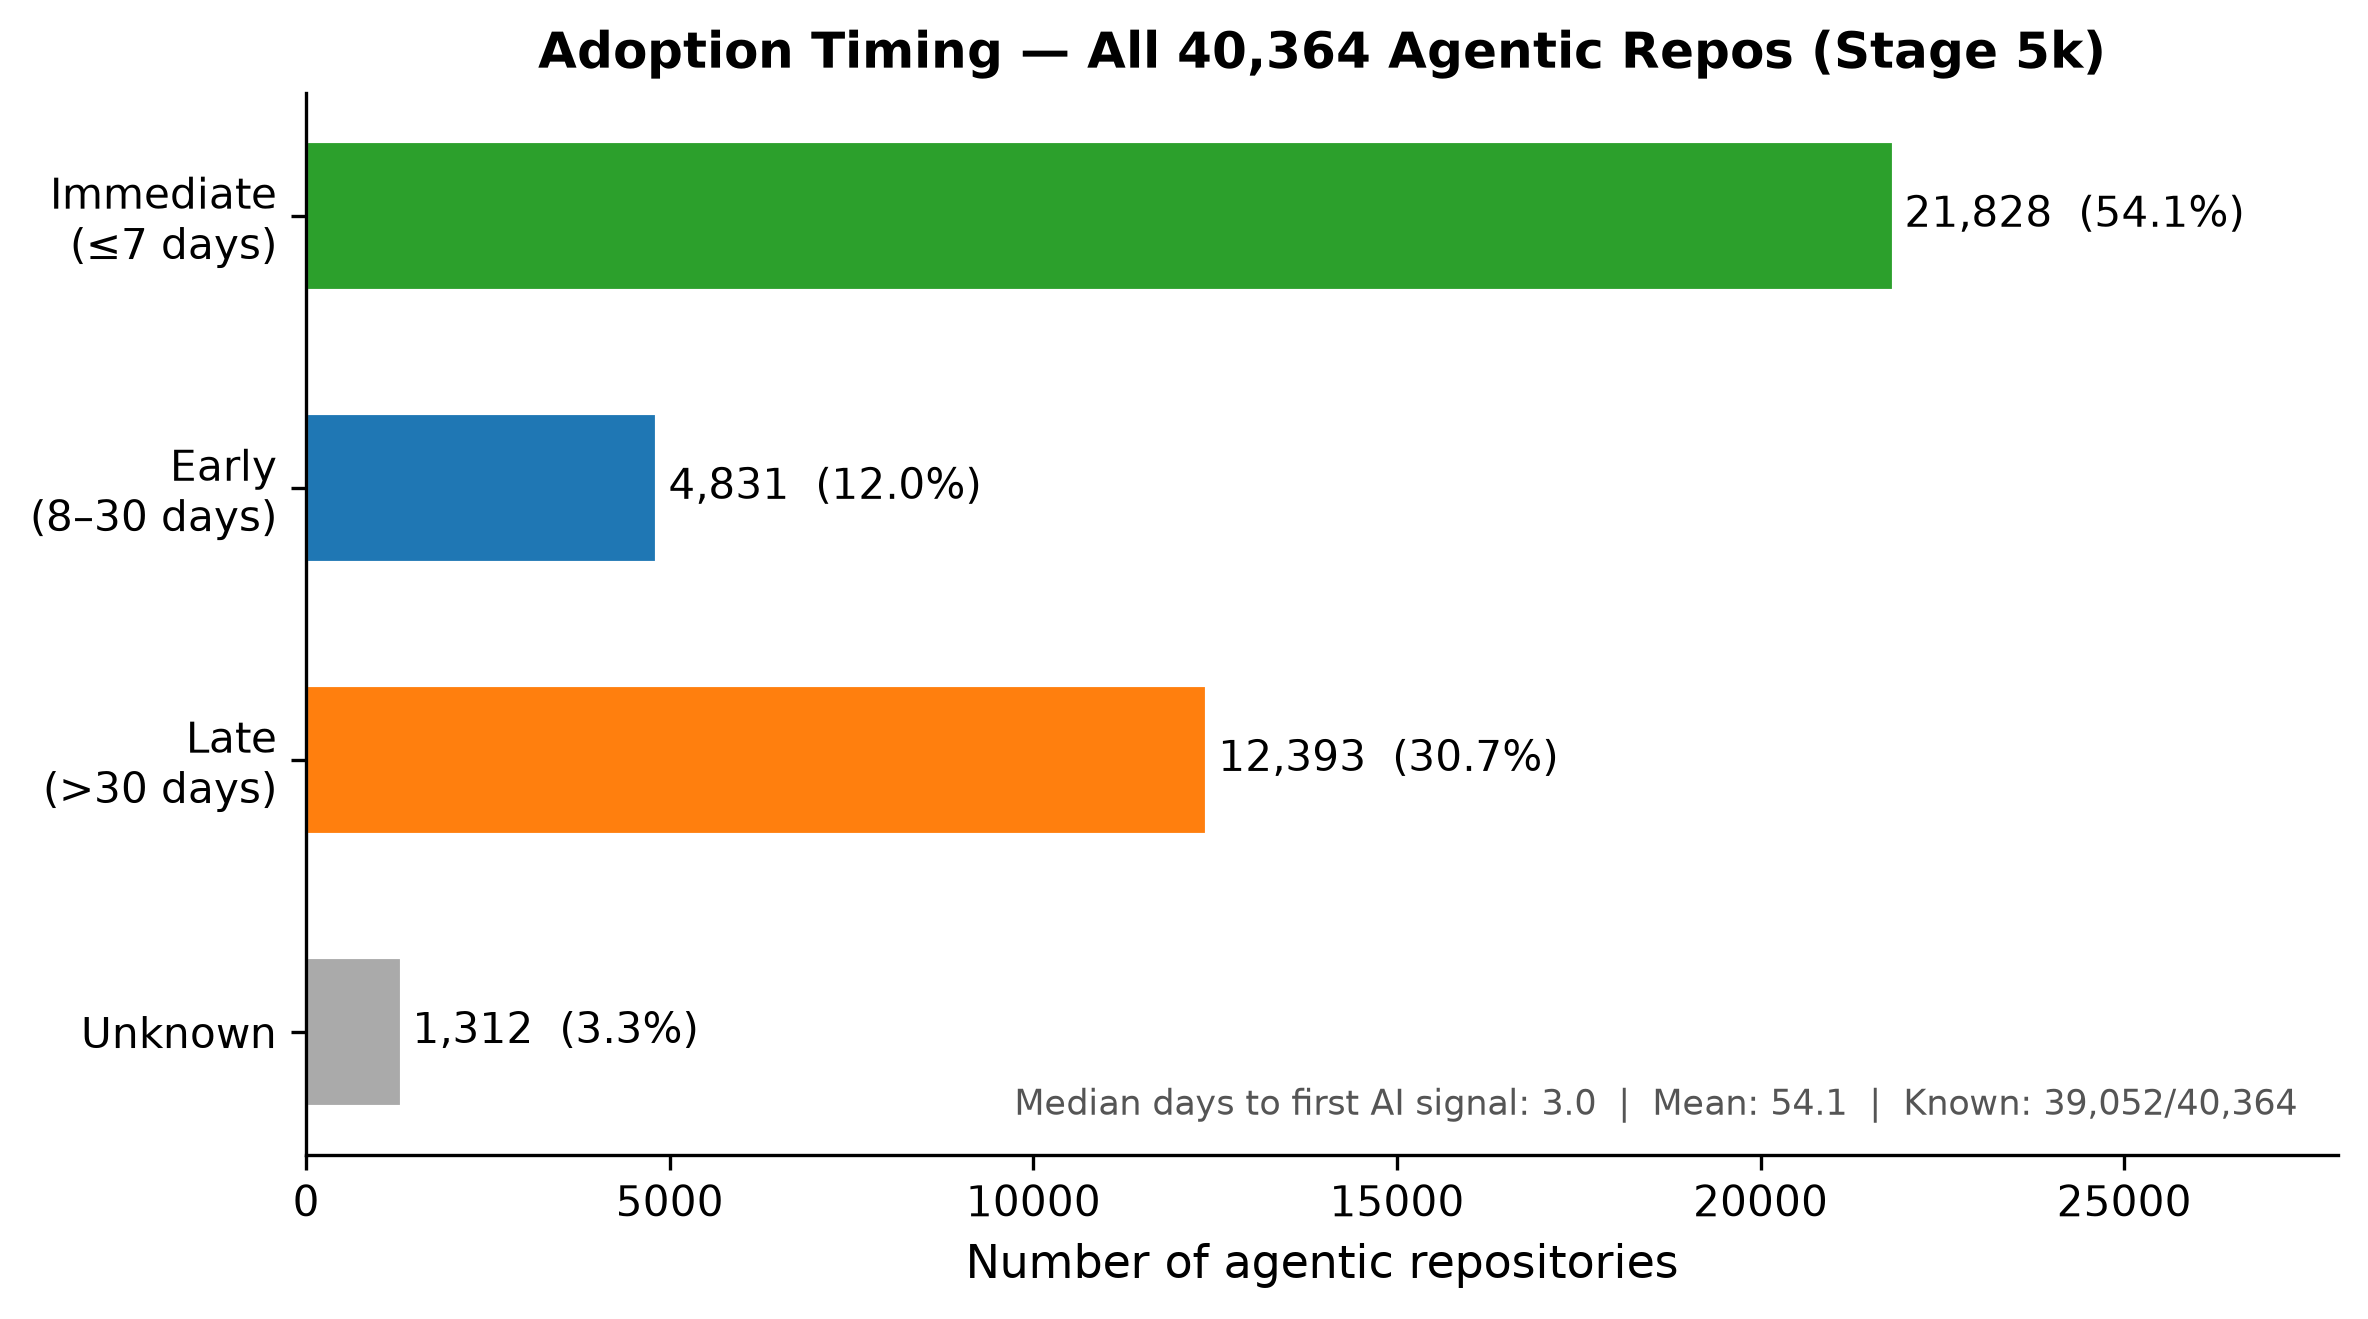 Adoption Timing — All 40,364 Agentic Repos (Stage 5k)
Immediate
(≤7 days)
21,828 (54.1%)
Early
(8–30 days)
4,831 (12.0%)
Late
(>30 days)
12,393 (30.7%)
Unknown
1,312 (3.3%)
Median days to first AI signal: 3.0 | Mean: 54.1 | Known: 39,052/40,364
0 5000 10000 15000 20000 25000
Number of agentic repositories